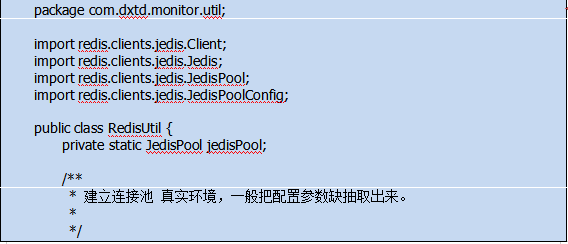 package com.dxtd.monitor.util;
import redis.clients.jedis.Client;
import redis.clients.jedis.Jedis;
import redis.clients.jedis.JedisPool;
import redis.clients.jedis.JedisPoolConfig;
public class RedisUtil {
private static JedisPool jedisPool;
/**
* 建立连接池 真实环境，一般把配置参数缺抽取出来。
*
*/